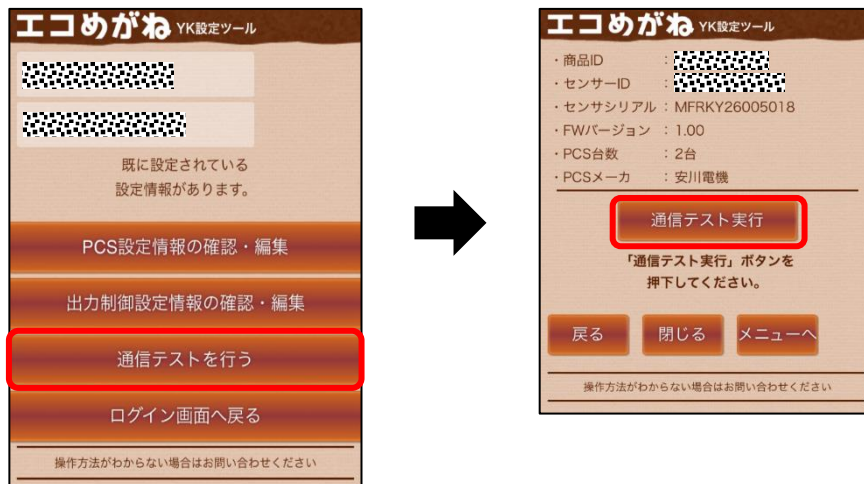 エコめがね YK設定ツール
既に設定されている
設定情報があります。
PCS設定情報の確認・編集
出力制御設定情報の確認・編集
通信テストを行う
ログイン画面へ戻る
操作方法がわからない場合はお問い合わせください
エコめがね YK設定ツール
・商品ID :
・センサーID :
・センサシリアル : MFRKY26005018
・FWバージョン : 1.00
・PCS台数 : 2台
・PCSメーカ : 安川電機
通信テスト実行
「通信テスト実行」ボタンを
押下してください。
戻る 閉じる メニューへ
操作方法がわからない場合はお問い合わせください